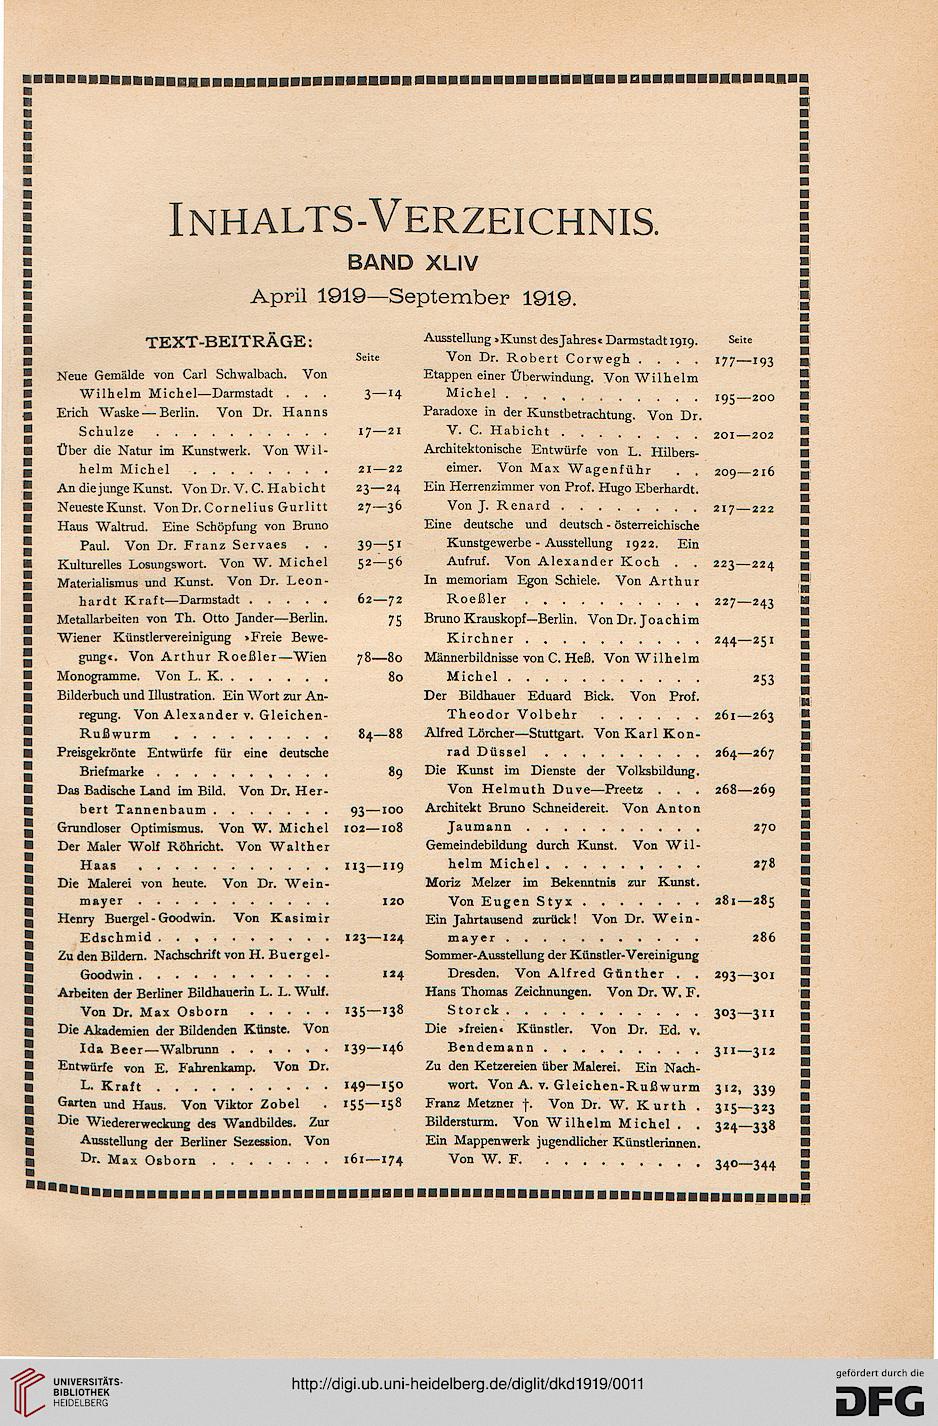 INHALTS-VERZEICHNIS.
BAND XLIV
April 1919—September 1919.
TEXT-BEITRÄGE:
Seite
Neue Gemälde von Carl Schwalbach. Von
Wilhelm Michel—Darmstadt . . . 3—14
Erich Waske—Berlin. Von Dr. Hanns
Schulze . . . . . . . . . . 17—21
Über die Natur im Kunstwerk. Von Wil-
helm Michel . . . . . . . . 21—22
An die junge Kunst. Von Dr. V. C. Habicht 23—24
Neueste Kunst. Von Dr. Cornelius Gurlitt 27—36
Haus Waltrud. Eine Schöpfung von Bruno
Paul. Von Dr. Franz Servaes . . 39—51
Kulturelles Losungswort. Von W. Michel 52—56
Materialismus und Kunst. Von Dr. Leon-
hardt Kraft—Darmstadt . . . . . 62—72
Metallarbeiten von Th. Otto Jander—Berlin. 75
Wiener Künstlervereinigung »Freie Bewe-
gung«. Von Arthur Roeßler—Wien 78—80
Monogramme. Von L. K. . . . . . . 80
Bilderbuch und Illustration. Ein Wort zur An-
regung. Von Alexander v. Gleichen-
Rußwurm . . . . . . . . . 84—88
Preisgekrönte Entwürfe für eine deutsche
Briefmarke . . . . . . . . . . 89
Das Badische Land im Bild. Von Dr. Her-
bert Tannenbaum . . . . . . . 93—100
Grundloser Optimismus. Von W. Michel 102—108
Der Maler Wolf Röhricht. Von Walther
Haas . . . . . . . . . . 113—119
Die Malerei von heute. Von Dr. Wein-
mayer . . . . . . . . . . . 120
Henry Buergel-Goodwin. Von Kasimir
Edschmid . . . . . . . . . . 123—124
Zu den Bildern. Nachschrift von H. Buergel-
Goodwin . . . . . . . . . . . 124
Arbeiten der Berliner Bildhauerin L. L. Wulf.
Von Dr. Max Osborn . . . . . 135—138
Die Akademien der Bildenden Künste. Von
Ida Beer—Walbrunn . . . . . . 139—146
Entwürfe von E. Fahrenkamp. Von Dr.
L. Kraft . . . . . . . . . . 149—150
Garten und Haus. Von Viktor Zobel . 155—158
Die Wiedererweckung des Wandbildes. Zur
Ausstellung der Berliner Sezession. Von
Dr. Max Osborn . . . . . . . 161—174
Ausstellung »Kunst des Jahres« Darmstadt 1919. Seite
Von Dr. Robert Corwegh . . . . 177—193
Etappen einer Überwindung. Von Wilhelm
Michel . . . . . . . . . . . 195—200
Paradoxe in der Kunstbetrachtung. Von Dr.
V. C. Habicht . . . . . . . . 201—202
Architektonische Entwürfe von L. Hilbers-
eimer. Von Max Wagenführ . . 209—216
Ein Herrenzimmer von Prof. Hugo Eberhardt.
Von J. Renard . . . . . . . . 217—222
Eine deutsche und deutsch-österreichische
Kunstgewerbe-Ausstellung 1922. Ein
Aufruf. Von Alexander Koch . . 223—224
In memoriam Egon Schiele. Von Arthur
Roeßler . . . . . . . . . . 227—243
Bruno Krauskopf—Berlin. Von Dr. Joachim
Kirchner . . . . . . . . . . 244—251
Männerbildnisse von C. Heß. Von Wilhelm
Michel . . . . . . . . . . . 253
Der Bildhauer Eduard Bick. Von Prof.
Theodor Volbehr . . . . . . 261—263
Alfred Lörcher—Stuttgart. Von Karl Kon-
rad Düssel . . . . . . . . . 264—267
Die Kunst im Dienste der Volksbildung.
Von Helmuth Duve—Preetz . . . 268—269
Architekt Bruno Schneidereit. Von Anton
Jaumann . . . . . . . . . . 270
Gemeindebildung durch Kunst. Von Wil-
helm Michel . . . . . . . . . 278
Moriz Melzer im Bekenntnis zur Kunst.
Von Eugen Styx . . . . . . . 281—285
Ein Jahrtausend zurück! Von Dr. Wein-
mayer . . . . . . . . . . . 286
Sommer-Ausstellung der Künstler-Vereinigung
Dresden. Von Alfred Günther . . 293—301
Hans Thomas Zeichnungen. Von Dr. W. F.
Storck . . . . . . . . . . . 303—311
Die »freien« Künstler. Von Dr. Ed. v.
Bendemann . . . . . . . . . 311—312
Zu den Ketzereien über Malerei. Ein Nach-
wort. Von A. v. Gleichen-Rußwurm 312, 339
Franz Metzner †. Von Dr. W. Kurth . 315—323
Bildersturm. Von Wilhelm Michel . . 324—338
Ein Mappenwerk jugendlicher Künstlerinnen.
Von W. F. . . . . . . . . . . 340—344
UNIVERSITÄTS-
BIBLIOTHEK
HEIDELBERG
http://digi.ub.uni-heidelberg.de/diglit/dkd1919/0011
gefördert durch die
DFG